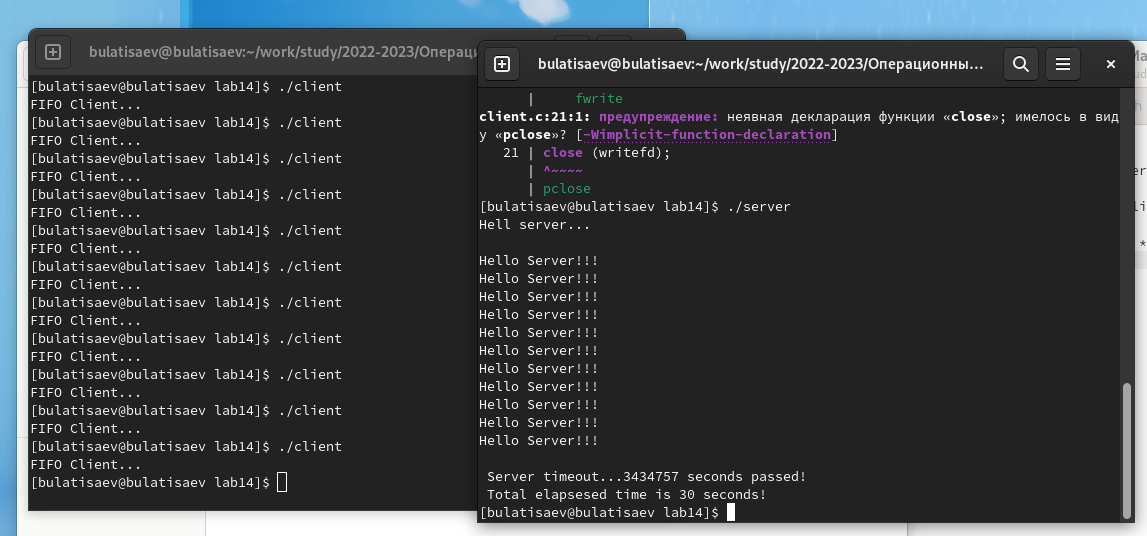 bulatisaev@bulatisaev:~/work/study/2022-2023/Операци
[bulatisaev@bulatisaev lab14]$ ./client
FIFO Client...
[bulatisaev@bulatisaev lab14]$ ./client
FIFO Client...
[bulatisaev@bulatisaev lab14]$ ./client
FIFO Client...
[bulatisaev@bulatisaev lab14]$ ./client
FIFO Client...
[bulatisaev@bulatisaev lab14]$ ./client
FIFO Client...
[bulatisaev@bulatisaev lab14]$ ./client
FIFO Client...
[bulatisaev@bulatisaev lab14]$ ./client
FIFO Client...
[bulatisaev@bulatisaev lab14]$ ./client
FIFO Client...
[bulatisaev@bulatisaev lab14]$ ./client
FIFO Client...
[bulatisaev@bulatisaev lab14]$ ./client
FIFO Client...
[bulatisaev@bulatisaev lab14]$ ./client
FIFO Client...
[bulatisaev@bulatisaev lab14]$
bulatisaev@bulatisaev:~/work/study/2022-2023/Операционны...
| fwrite
client.c:21:1: предупреждение: неявная декларация функции «close»; имелось в вид
у «pclose»? [-Wimplicit-function-declaration]
21 | close (writefd);
| ^~~~~
| pclose
[bulatisaev@bulatisaev lab14]$ ./server
Hell server...
Hello Server!!!
Hello Server!!!
Hello Server!!!
Hello Server!!!
Hello Server!!!
Hello Server!!!
Hello Server!!!
Hello Server!!!
Hello Server!!!
Hello Server!!!
Hello Server!!!
Server timeout...3434757 seconds passed!
Total elapsesed time is 30 seconds!
[bulatisaev@bulatisaev lab14]$